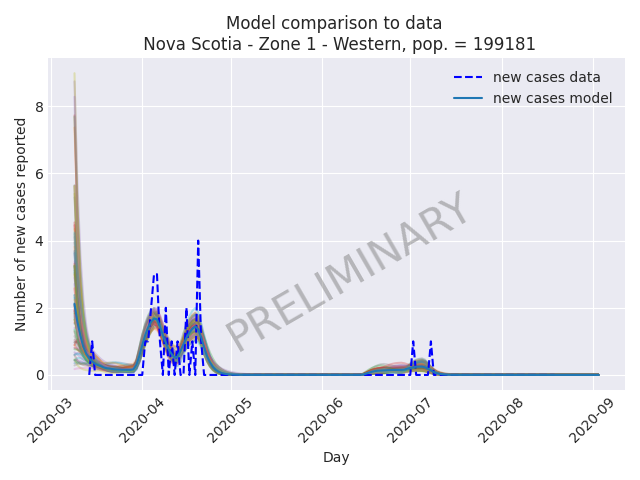 Model comparison to data
Nova Scotia - Zone 1 - Western, pop. = 199181
new cases data
new cases model
Number of new cases reported
8
6
4
2
0
PRELIMINARY
2020-03
2020-04
2020-05
2020-06
2020-07
2020-08
2020-09
Day